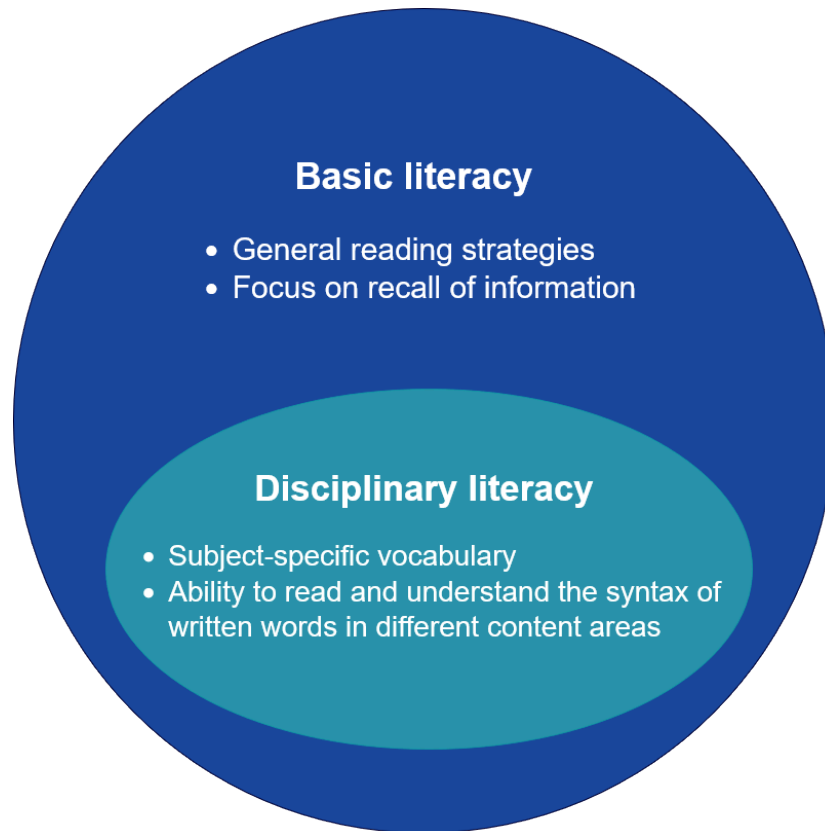 Basic literacy
• General reading strategies
• Focus on recall of information
Disciplinary literacy
• Subject-specific vocabulary
• Ability to read and understand the syntax of
written words in different content areas